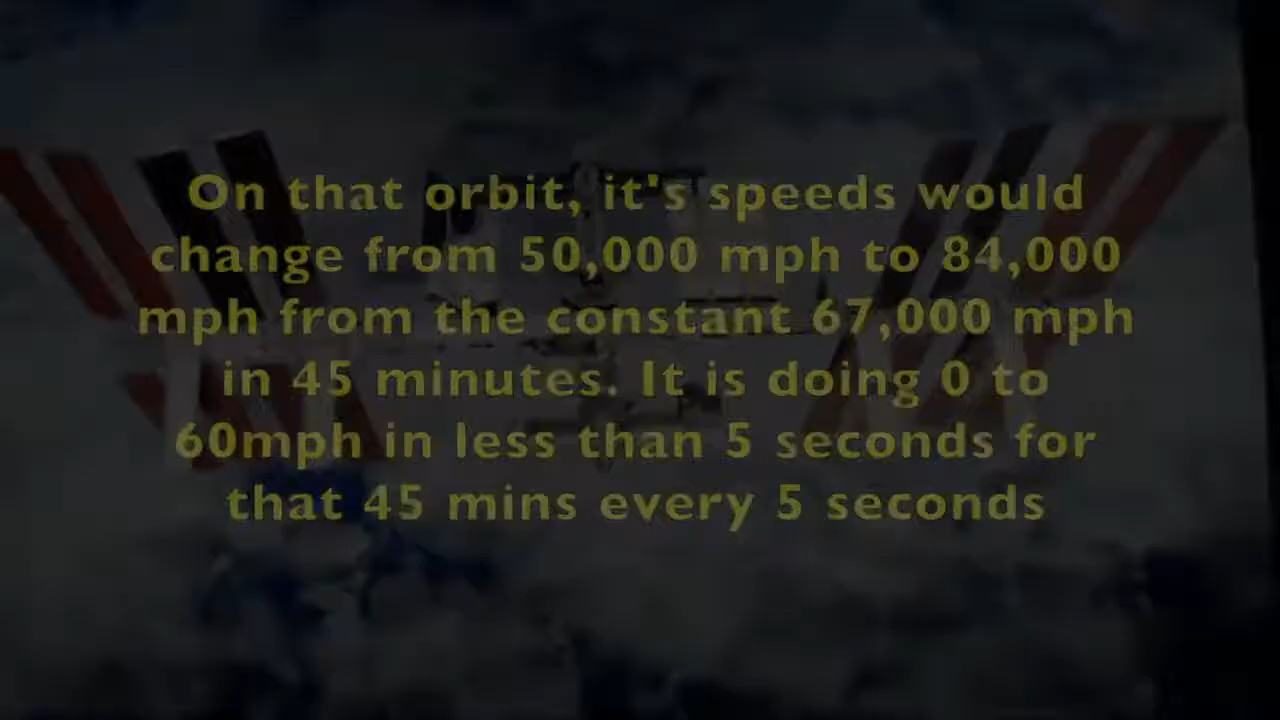 On that orbit, it's speeds would
change from 50,000 mph to 84,000
mph from the constant 67,000 mph
in 45 minutes. It is doing 0 to
60mph in less than 5 seconds for
that 45 mins every 5 seconds